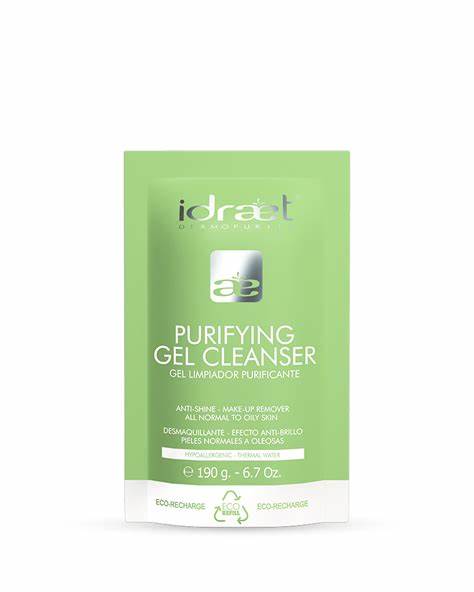 idraet
DERMOPURITY
æ
PURIFYING
GEL CLEANSER
GEL LIMPIADOR PURIFICANTE
ANTI-SHINE - MAKE-UP REMOVER
ALL NORMAL TO OILY SKIN
DESMAQUILLANTE - EFECTO ANTI-BRILLO
PIELES NORMALES A OLEOSAS
HYPOALLERGENIC - THERMAL WATER
℮ 190 g. - 6.7 Oz.
ECO-RECHARGE
ECO
REFILL
ECO-RECHARGE